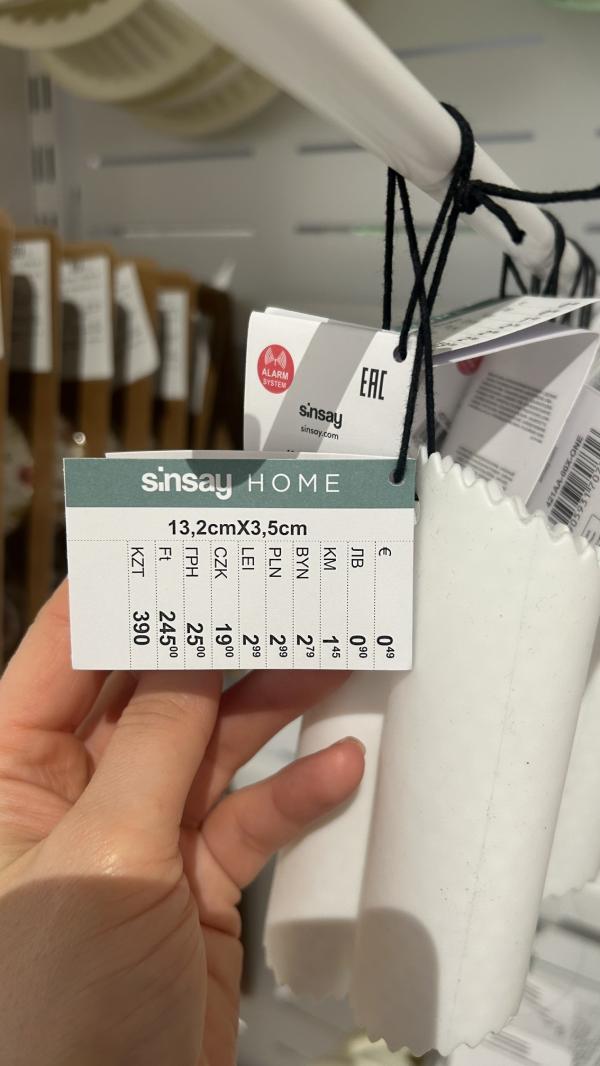 ALARM
SYSTEM
EAC
sinsay
sinsay.com
sinsay HOME
13,2cmX3,5cm
€ 0⁴⁹
ЛВ 0⁹⁰
KM 1⁴⁵
BYN 2⁷⁹
PLN 2⁹⁹
LEI 2⁹⁹
CZK 19⁰⁰
ГРН 25⁰⁰
Ft 245⁰⁰
KZT 390